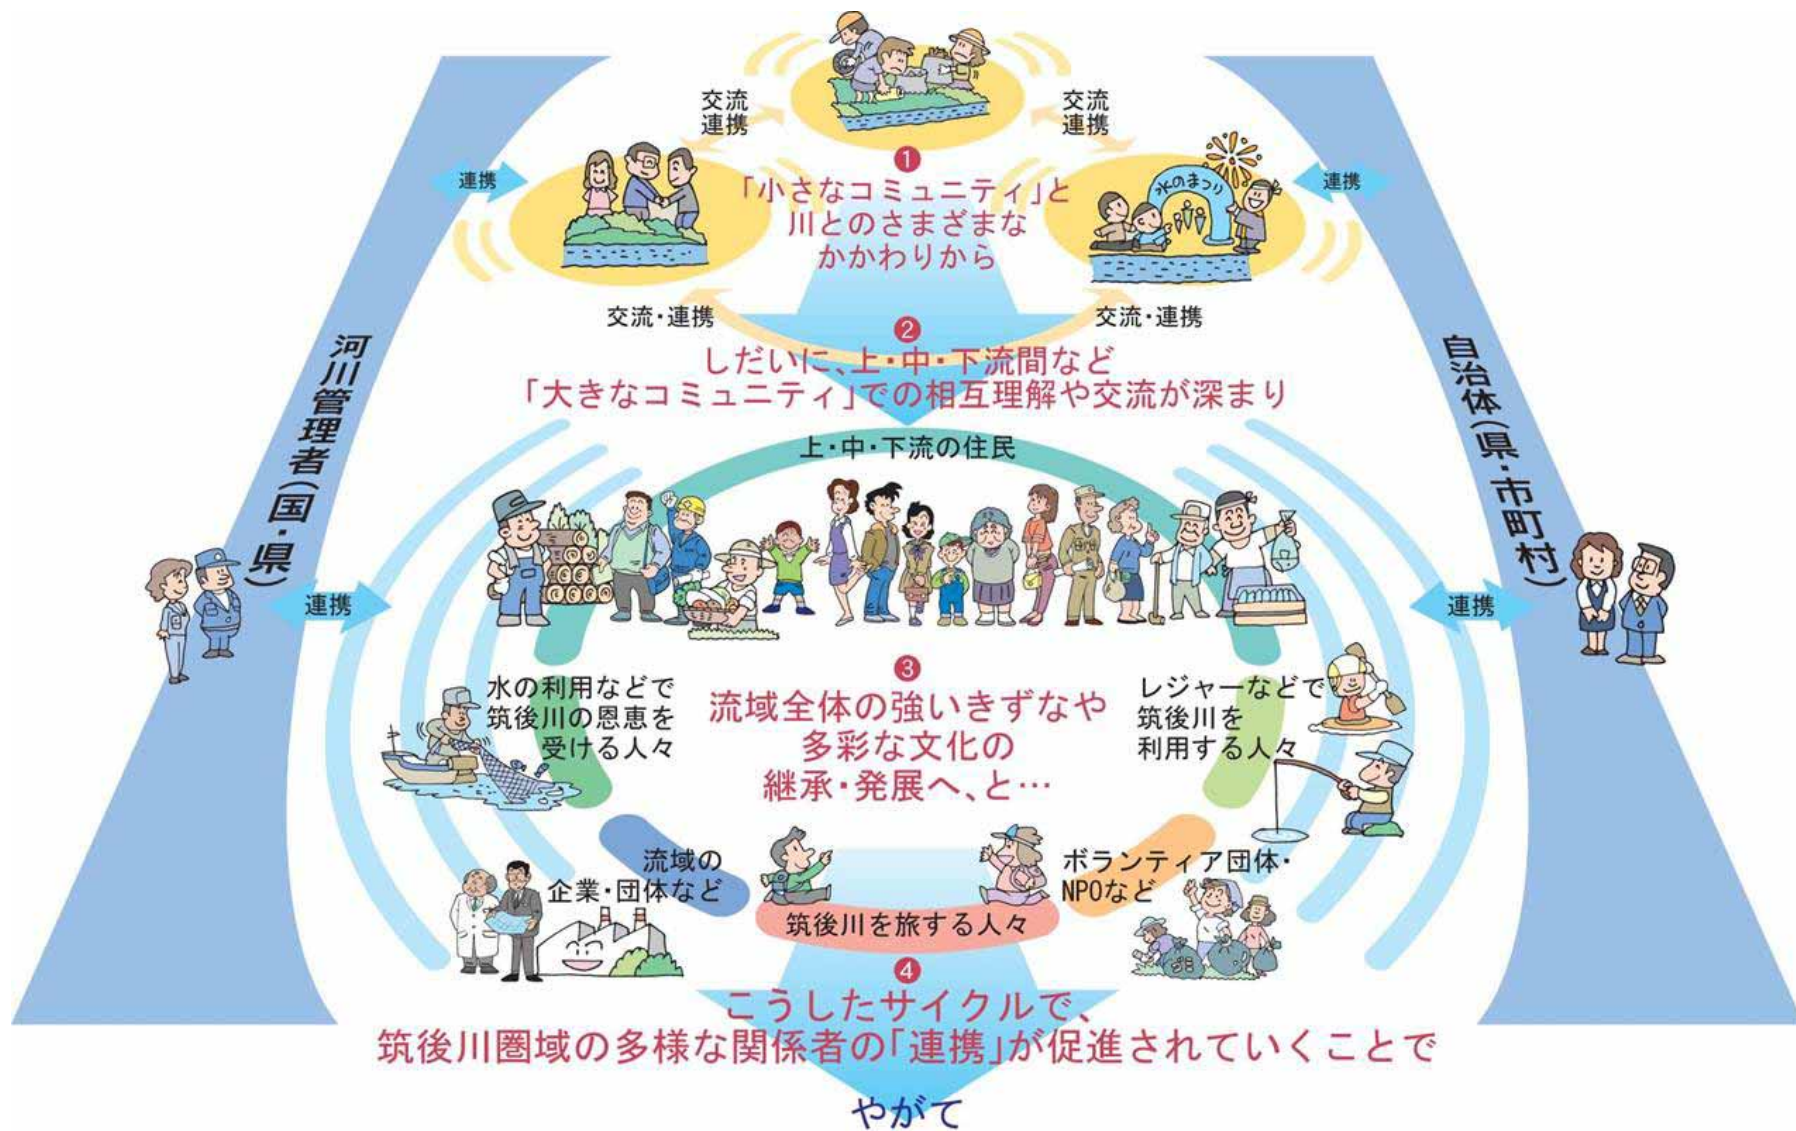 交流
連携
交流
連携
連携
連携
水のまつり
❶
「小さなコミュニティ」と
川とのさまざまな
かかわりから
交流・連携
交流・連携
❷
しだいに、上・中・下流間など
「大きなコミュニティ」での相互理解や交流が深まり
河川管理者(国・県)
自治体(県・市町村)
上・中・下流の住民
連携
連携
❸
流域全体の強いきずなや
多彩な文化の
継承・発展へ、と…
水の利用などで
筑後川の恩恵を
受ける人々
レジャーなどで
筑後川を
利用する人々
流域の
企業・団体など
ボランティア団体・
NPOなど
筑後川を旅する人々
❹
こうしたサイクルで、
筑後川圏域の多様な関係者の「連携」が促進されていくことで
やがて